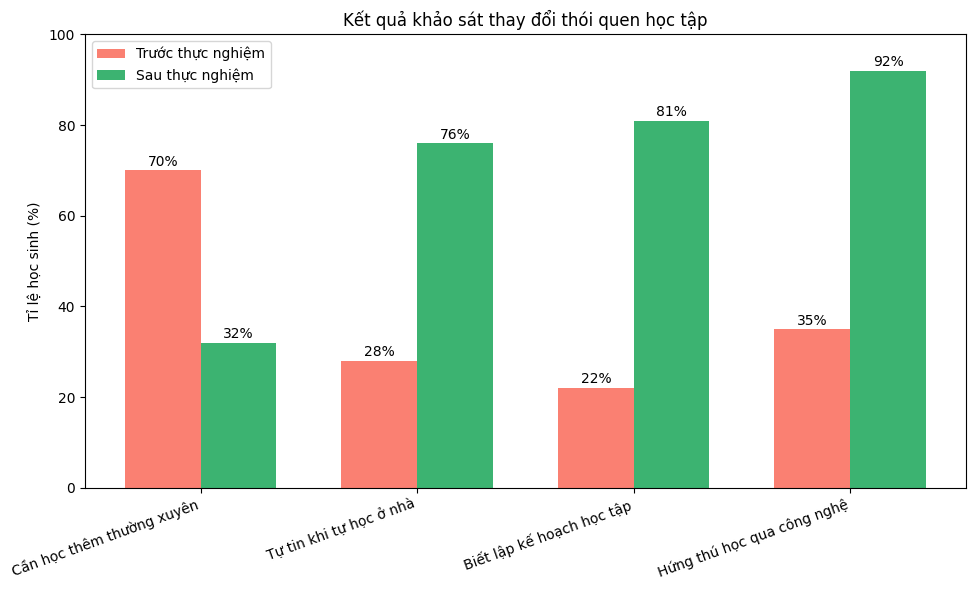 Kết quả khảo sát thay đổi thói quen học tập
Trước thực nghiệm
Sau thực nghiệm
Tỉ lệ học sinh (%)
100
80
60
40
20
0
70%
32%
28%
76%
22%
81%
35%
92%
Cần học thêm thường xuyên
Tự tin khi tự học ở nhà
Biết lập kế hoạch học tập
Hứng thú học qua công nghệ